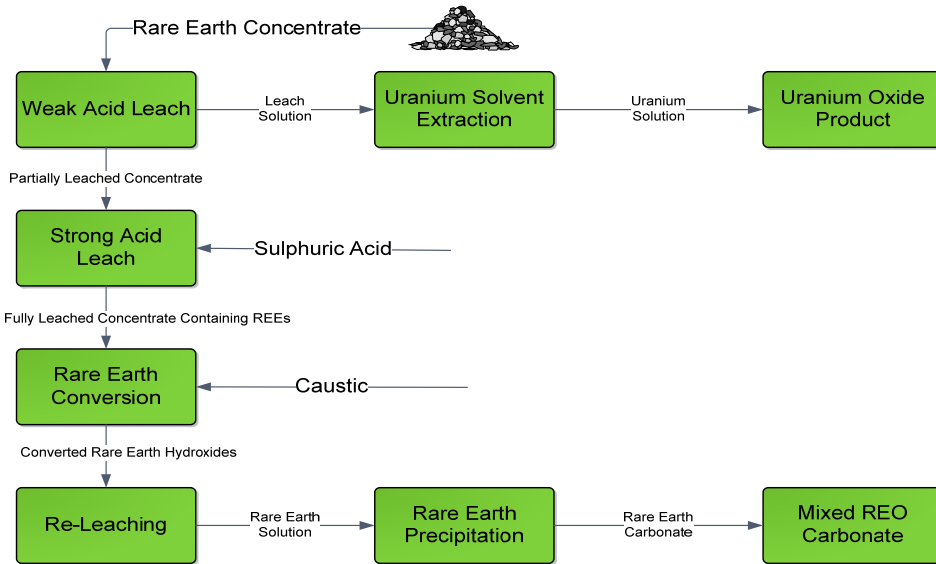 Rare Earth Concentrate
Weak Acid Leach
Leach
Solution
Uranium Solvent
Extraction
Uranium
Solution
Uranium Oxide
Product
Partially Leached Concentrate
Strong Acid
Leach
Sulphuric Acid
Fully Leached Concentrate Containing REEs
Rare Earth
Conversion
Caustic
Converted Rare Earth Hydroxides
Re-Leaching
Rare Earth
Solution
Rare Earth
Precipitation
Rare Earth
Carbonate
Mixed REO
Carbonate